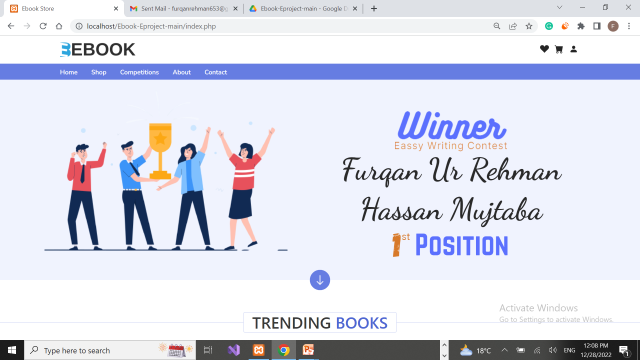 Ebook Store
Sent Mail - furqanrehman653@g
Ebook-Eproject-main - Google D
localhost/Ebook-Eproject-main/index.php
F
EBOOK
Home Shop Competitions About Contact
Winner
Eassy Writing Contest
Furqan Ur Rehman
Hassan Mujtaba
1st POSITION
TRENDING BOOKS
Activate Windows
Go to Settings to activate Windows.
Type here to search
18°C
ENG
12:08 PM
12/28/2022